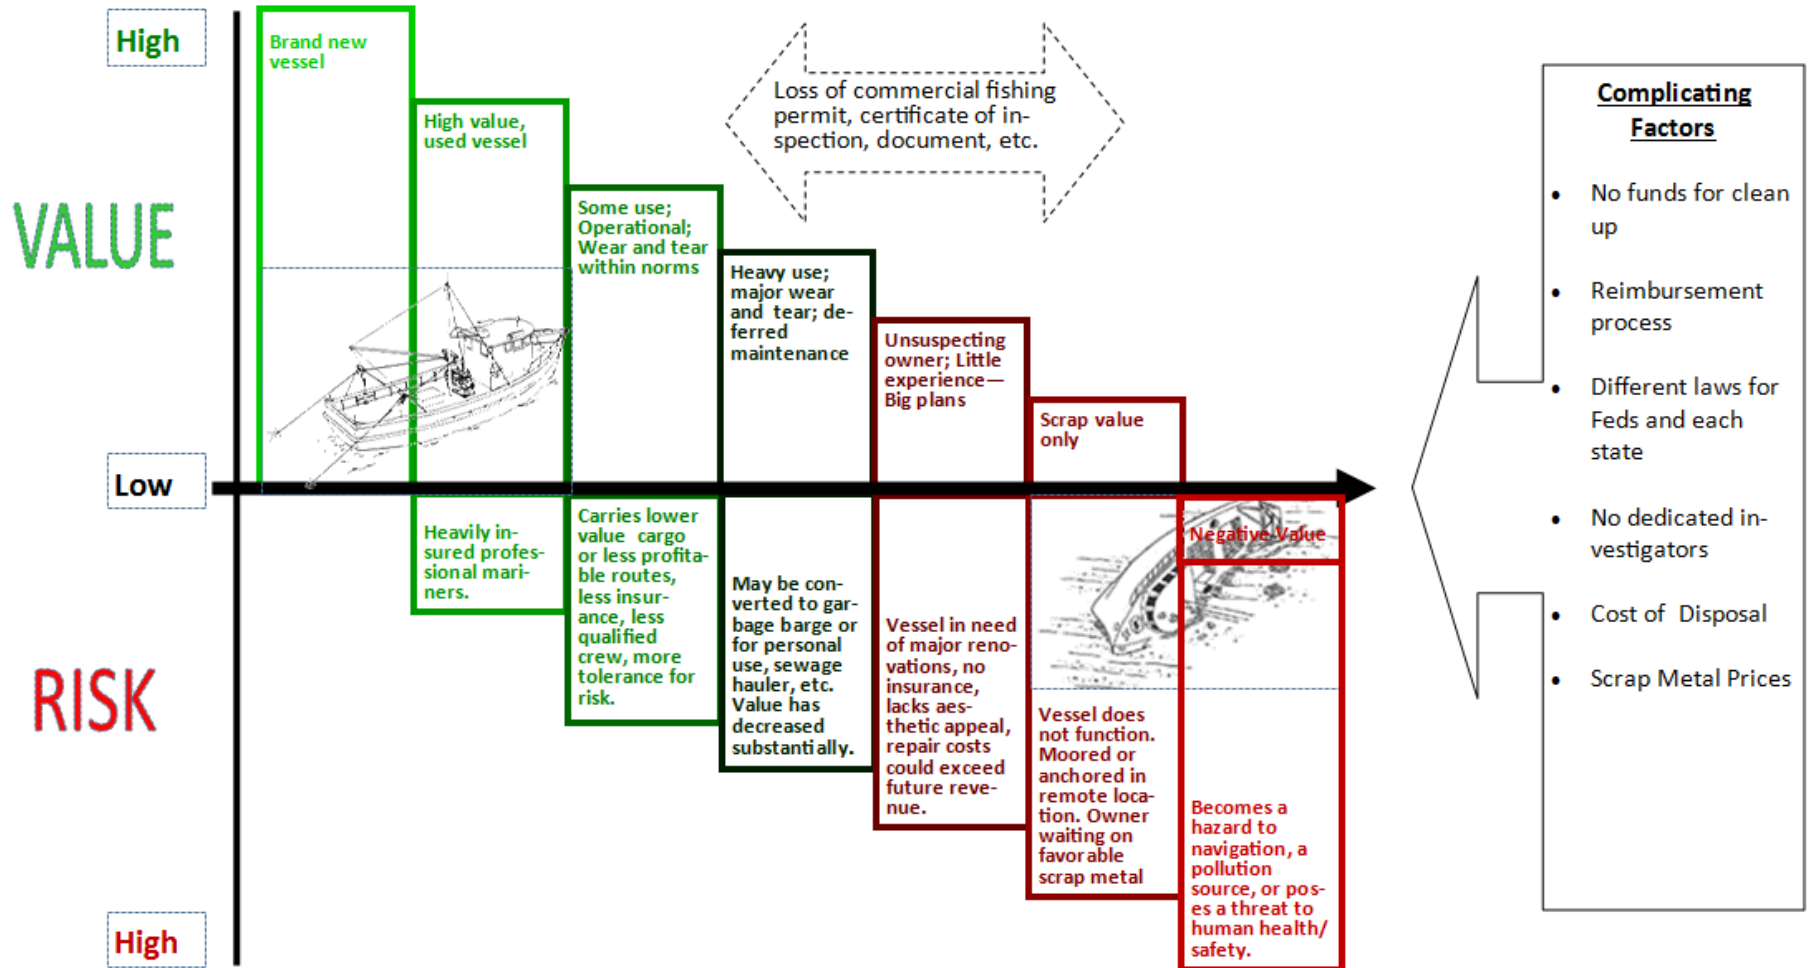 High
VALUE
Low
RISK
High
Brand new
vessel
High value,
used vessel
Some use;
Operational;
Wear and tear
within norms
Heavy use;
major wear
and tear; de-
ferred
maintenance
Unsuspecting
owner; Little
experience—
Big plans
Scrap value
only
Loss of commercial fishing
permit, certificate of in-
spection, document, etc.
Heavily in-
sured profes-
sional mari-
ners.
Carries lower
value cargo
or less profita-
ble routes,
less insur-
ance, less
qualified
crew, more
tolerance for
risk.
May be con-
verted to gar-
bage barge or
for personal
use, sewage
hauler, etc.
Value has
decreased
substantially.
Vessel in need
of major reno-
vations, no
insurance,
lacks aes-
thetic appeal,
repair costs
could exceed
future reve-
nue.
Vessel does
not function.
Moored or
anchored in
remote loca-
tion. Owner
waiting on
favorable
scrap metal
Negative Value
Becomes a
hazard to
navigation, a
pollution
source, or pos-
es a threat to
human health/
safety.
Complicating
Factors
• No funds for clean
up
• Reimbursement
process
• Different laws for
Feds and each
state
• No dedicated in-
vestigators
• Cost of Disposal
• Scrap Metal Prices